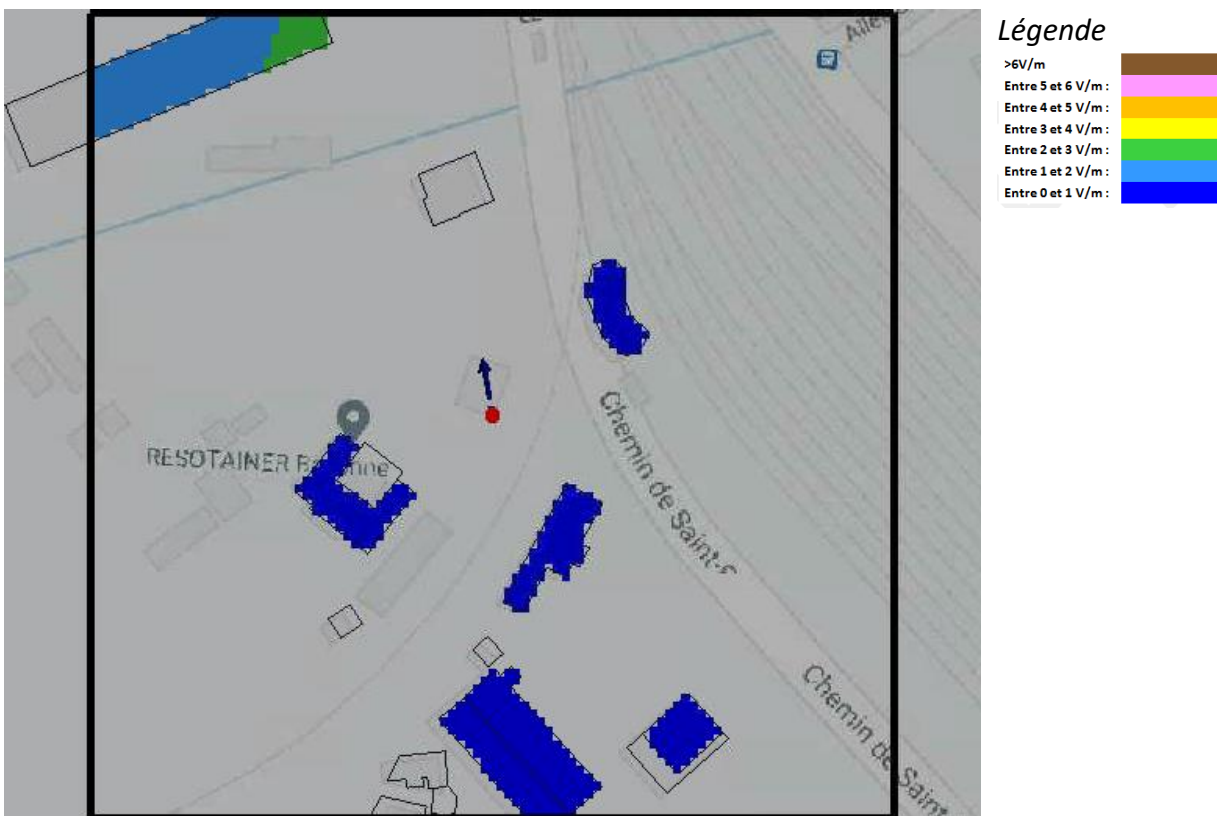 Légende
>6V/m
Entre 5 et 6 V/m :
Entre 4 et 5 V/m :
Entre 3 et 4 V/m :
Entre 2 et 3 V/m :
Entre 1 et 2 V/m :
Entre 0 et 1 V/m :
RESOTAINER
Chemin de Saint-
Chemin de Saint